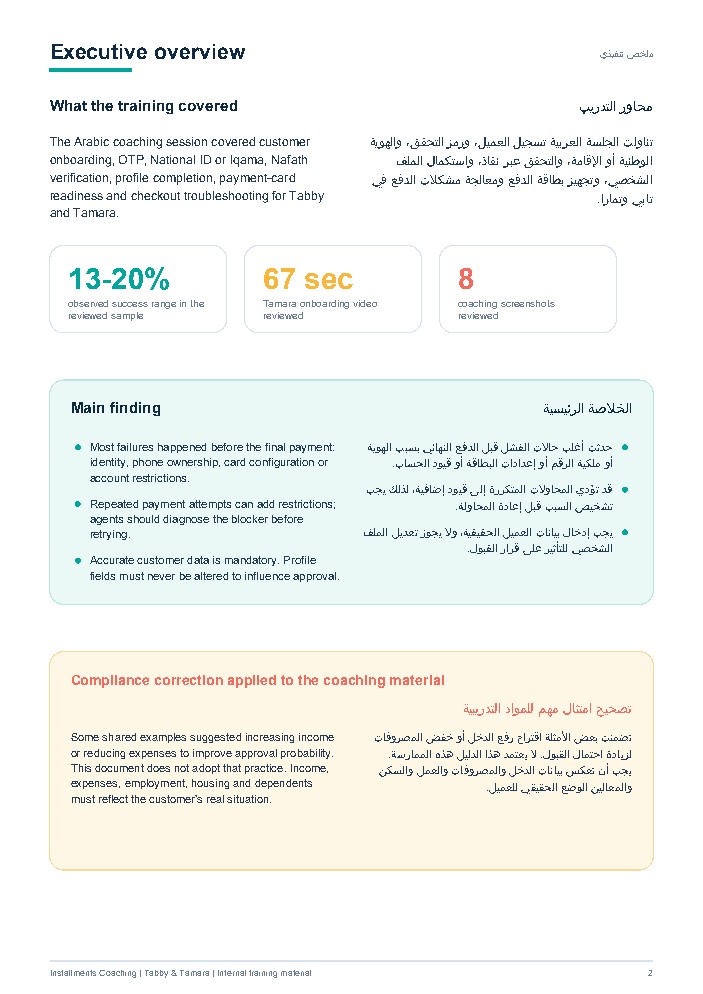 Executive overview
ملخص تنفيذي
What the training covered
محاور التدريب
The Arabic coaching session covered customer
onboarding, OTP, National ID or Iqama, Nafath
verification, profile completion, payment-card
readiness and checkout troubleshooting for Tabby
and Tamara.
تناولت الجلسة العربية تسجيل العميل، ورمز التحقق، والهوية
الوطنية أو الإقامة، والتحقق عبر نفاذ، واستكمال الملف
الشخصي، وتجهيز بطاقة الدفع ومعالجة مشكلات الدفع في
تابي وتمارا.
13-20%
observed success range in the
reviewed sample
67 sec
Tamara onboarding video
reviewed
8
coaching screenshots
reviewed
Main finding
الخلاصة الرئيسية
Most failures happened before the final payment:
identity, phone ownership, card configuration or
account restrictions.
Repeated payment attempts can add restrictions;
agents should diagnose the blocker before
retrying.
Accurate customer data is mandatory. Profile
fields must never be altered to influence approval.
حدثت أغلب حالات الفشل قبل الدفع النهائي بسبب الهوية
أو ملكية الرقم أو إعدادات البطاقة أو قيود الحساب.
قد تؤدي المحاولات المتكررة إلى قيود إضافية، لذلك يجب
تشخيص السبب قبل إعادة المحاولة.
يجب إدخال بيانات العميل الحقيقية، ولا يجوز تعديل الملف
الشخصي للتأثير على قرار القبول.
Compliance correction applied to the coaching material
تصحيح امتثال مهم للمواد التدريبية
Some shared examples suggested increasing income
or reducing expenses to improve approval probability.
This document does not adopt that practice. Income,
expenses, employment, housing and dependents
must reflect the customer's real situation.
تضمنت بعض الأمثلة اقتراح رفع الدخل أو خفض المصروفات
لزيادة احتمال القبول. لا يعتمد هذا الدليل هذه الممارسة.
يجب أن تعكس بيانات الدخل والمصروفات والعمل والسكن
والمعالين الوضع الحقيقي للعميل.
Installments Coaching | Tabby & Tamara | Internal training material
2